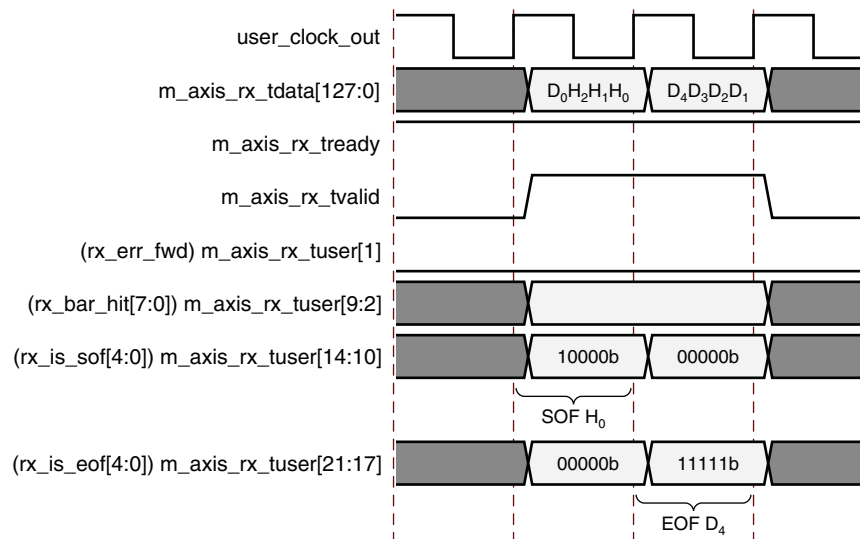 user_clock_out
m_axis_rx_tdata[127:0] D₀H₂H₁H₀ D₄D₃D₂D₁
m_axis_rx_tready
m_axis_rx_tvalid
(rx_err_fwd) m_axis_rx_tuser[1]
(rx_bar_hit[7:0]) m_axis_rx_tuser[9:2]
(rx_is_sof[4:0]) m_axis_rx_tuser[14:10] 10000b 00000b
SOF H₀
(rx_is_eof[4:0]) m_axis_rx_tuser[21:17] 00000b 11111b
EOF D₄